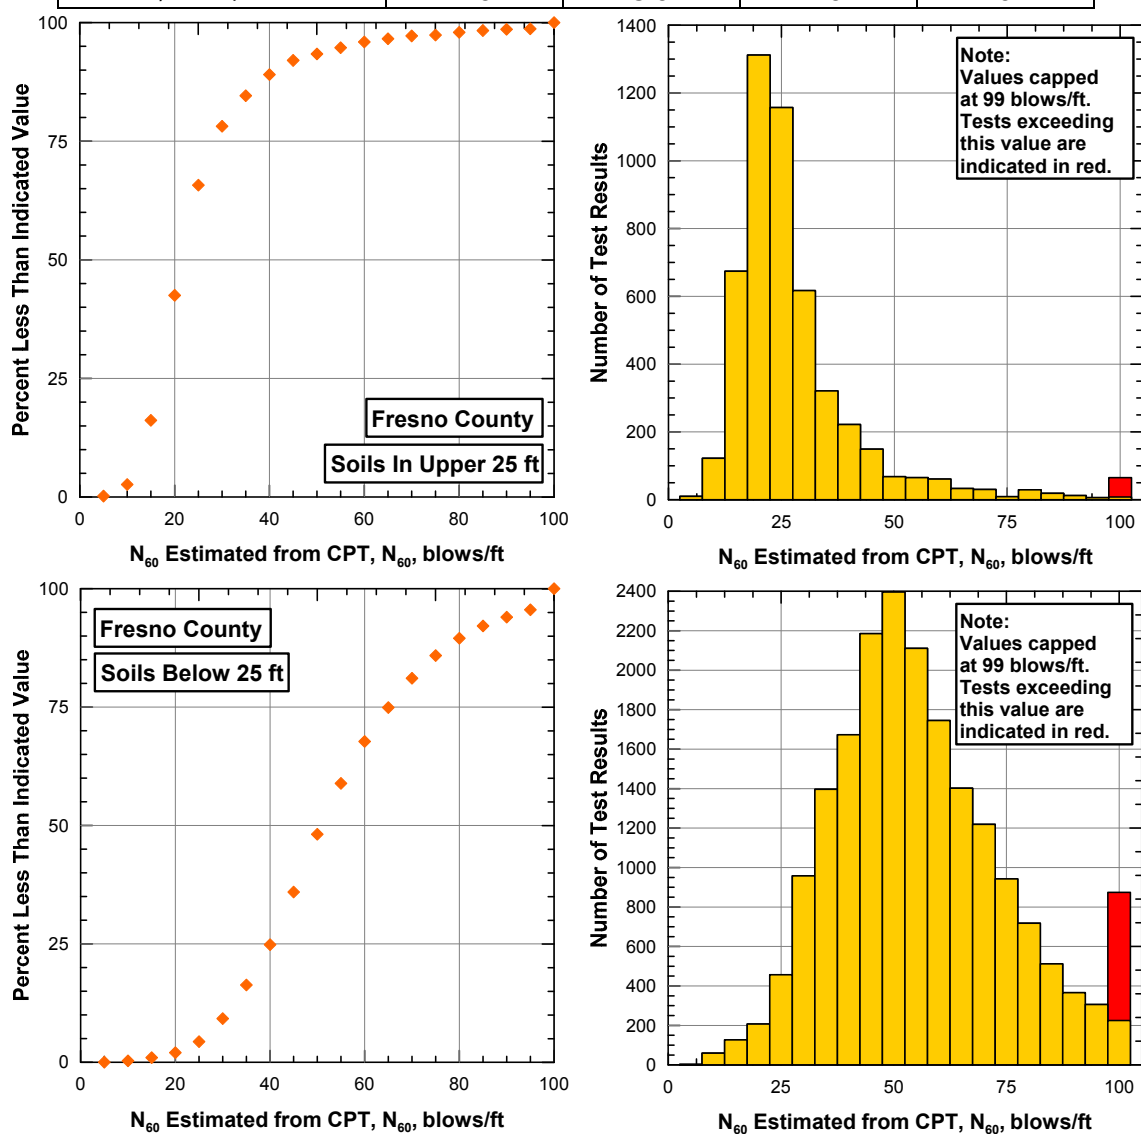 100
75
50
25
0
0 20 40 60 80 100
Percent Less Than Indicated Value
N60 Estimated from CPT, N60, blows/ft
Fresno County
Soils In Upper 25 ft
1400
1200
1000
800
600
400
200
0
0 25 50 75 100
Number of Test Results
N60 Estimated from CPT, N60, blows/ft
Note:
Values capped
at 99 blows/ft.
Tests exceeding
this value are
indicated in red.
100
75
50
25
0
0 20 40 60 80 100
Percent Less Than Indicated Value
N60 Estimated from CPT, N60, blows/ft
Fresno County
Soils Below 25 ft
2400
2200
2000
1800
1600
1400
1200
1000
800
600
400
200
0
0 25 50 75 100
Number of Test Results
N60 Estimated from CPT, N60, blows/ft
Note:
Values capped
at 99 blows/ft.
Tests exceeding
this value are
indicated in red.